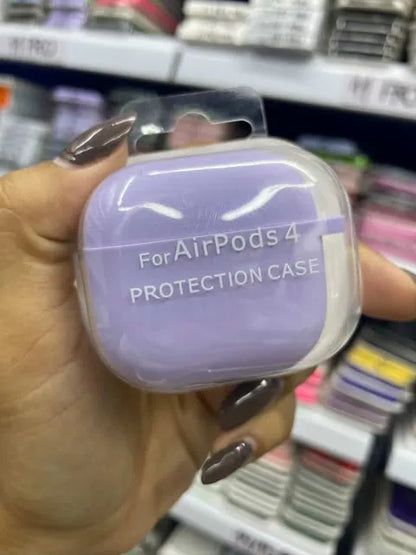 For AirPods 4
PROTECTION CASE